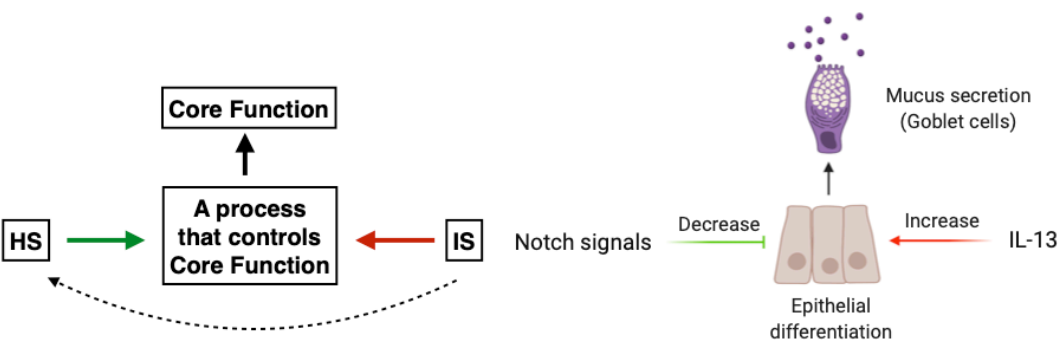 Core Function
A process
that controls
Core Function
HS
IS
Mucus secretion
(Goblet cells)
Notch signals
Decrease
Increase
IL-13
Epithelial
differentiation